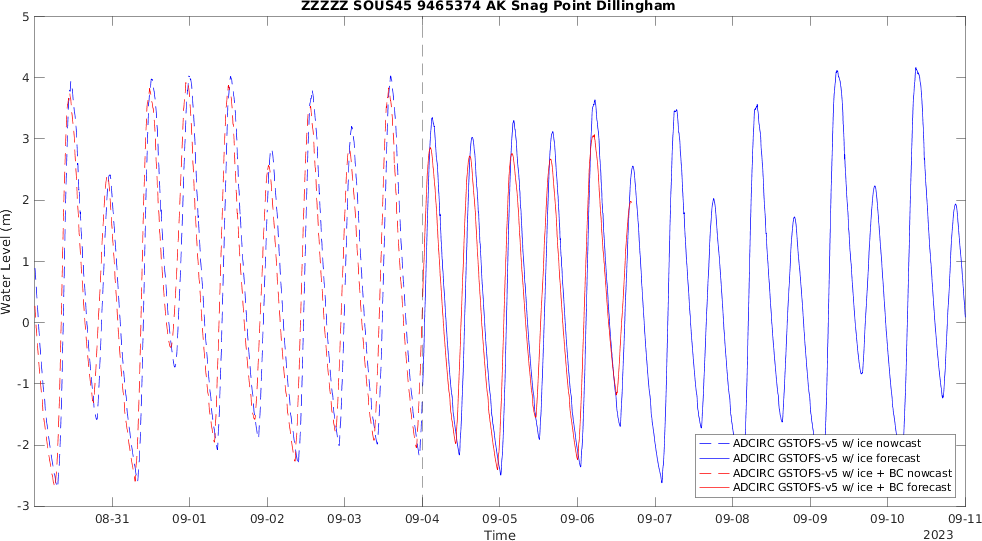 ZZZZZ SOUS45 9465374 AK Snag Point Dillingham
5
4
3
2
1
0
-1
-2
-3
Water Level (m)
08-31 09-01 09-02 09-03 09-04 09-05 09-06 09-07 09-08 09-09 09-10 09-11
Time
2023
ADCIRC GSTOFS-v5 w/ ice nowcast
ADCIRC GSTOFS-v5 w/ ice forecast
ADCIRC GSTOFS-v5 w/ ice + BC nowcast
ADCIRC GSTOFS-v5 w/ ice + BC forecast